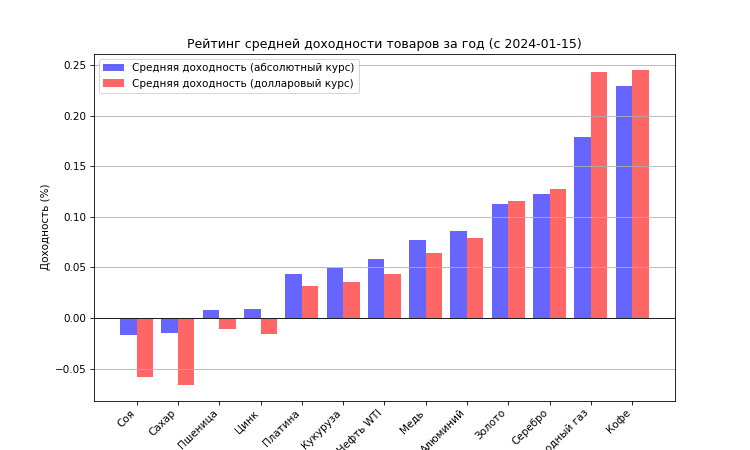 Рейтинг средней доходности товаров за год (с 2024-01-15)
Средняя доходность (абсолютный курс)
Средняя доходность (долларовый курс)
Доходность (%)
0.25
0.20
0.15
0.10
0.05
0.00
−0.05
Соя
Сахар
Пшеница
Цинк
Платина
Кукуруза
Нефть WTI
Медь
Алюминий
Золото
Серебро
одный газ
Кофе